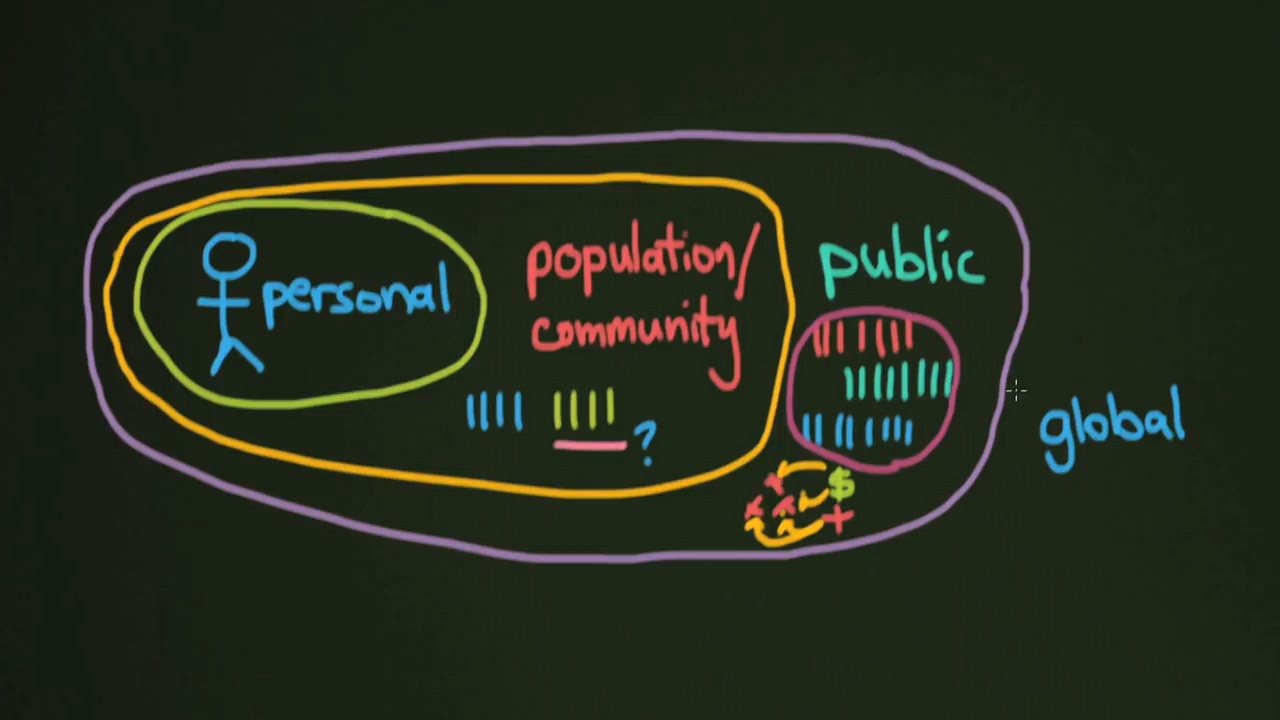 personal
population/
community
public
?
$
+
global